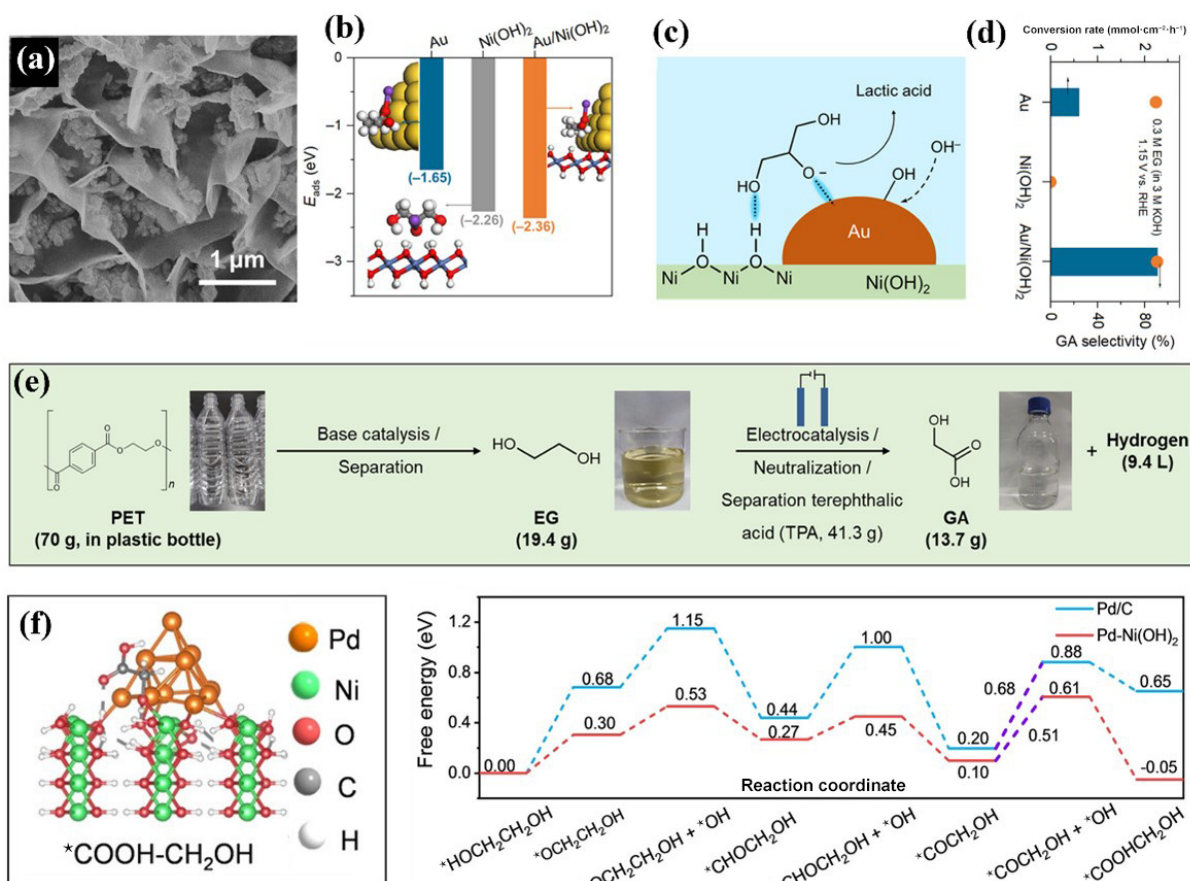 (a)
1 μm
(b)
Au
Ni(OH)₂
Au/Ni(OH)₂
0
−1
−2
−3
E_ads (eV)
(−1.65)
(−2.26)
(−2.36)
(c)
Lactic acid
OH
O⁻
HO
OH
OH⁻
H
H
O
O
Ni
Ni
Ni
Au
Ni(OH)₂
(d)
Conversion rate (mmol·cm⁻²·h⁻¹)
0
1
2
Au
Ni(OH)₂
Au/Ni(OH)₂
0.3 M EG (in 3 M KOH)
1.15 V vs. RHE
0
40
80
GA selectivity (%)
(e)
O
O
O
O
n
PET
(70 g, in plastic bottle)
Base catalysis /
Separation
HO
OH
EG
(19.4 g)
Electrocatalysis /
Neutralization /
Separation terephthalic
acid (TPA, 41.3 g)
HO
O
OH
GA
(13.7 g)
+ Hydrogen
(9.4 L)
(f)
Pd
Ni
O
C
H
*COOH-CH₂OH
Free energy (eV)
1.2
0.8
0.4
0.0
Pd/C
Pd-Ni(OH)₂
0.00
0.68
0.30
1.15
0.53
0.44
0.27
1.00
0.45
0.20
0.10
0.68
0.51
0.88
0.61
0.65
-0.05
Reaction coordinate
*HOCH₂CH₂OH
*OCH₂CH₂OH
OCH₂CH₂OH + *OH
*CHOCH₂OH
CHOCH₂OH + *OH
*COCH₂OH
*COCH₂OH + *OH
*COOHCH₂OH